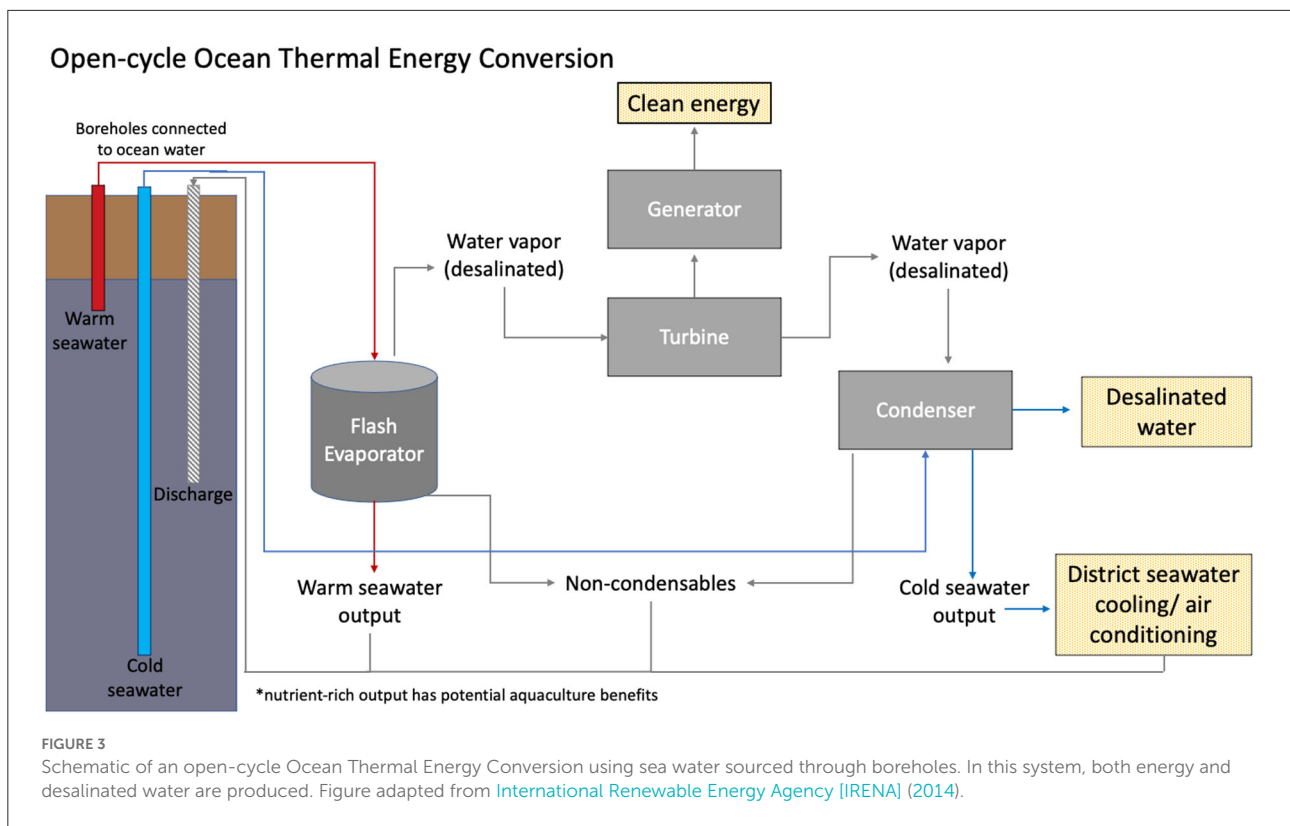 Open-cycle Ocean Thermal Energy Conversion
Boreholes connected
to ocean water
Clean energy
Generator
Water vapor
(desalinated)
Water vapor
(desalinated)
Turbine
Warm
seawater
Flash
Evaporator
Condenser
Desalinated
water
Discharge
Warm seawater
output
Non-condensables
Cold seawater
output
District seawater
cooling/ air
conditioning
Cold
seawater
*nutrient-rich output has potential aquaculture benefits
FIGURE 3
Schematic of an open-cycle Ocean Thermal Energy Conversion using sea water sourced through boreholes. In this system, both energy and
desalinated water are produced. Figure adapted from International Renewable Energy Agency [IRENA] (2014).